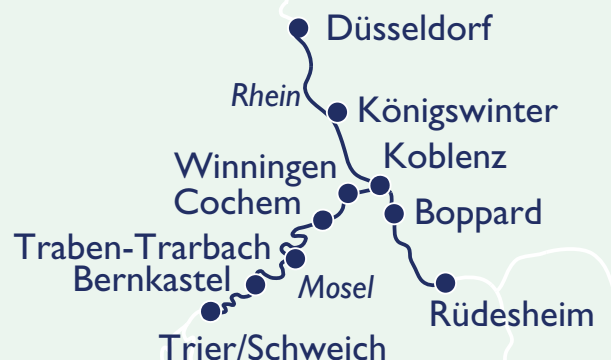 Düsseldorf
Rhein
Königswinter
Koblenz
Winningen
Cochem
Boppard
Traben-Trarbach
Bernkastel
Mosel
Rüdesheim
Trier/Schweich